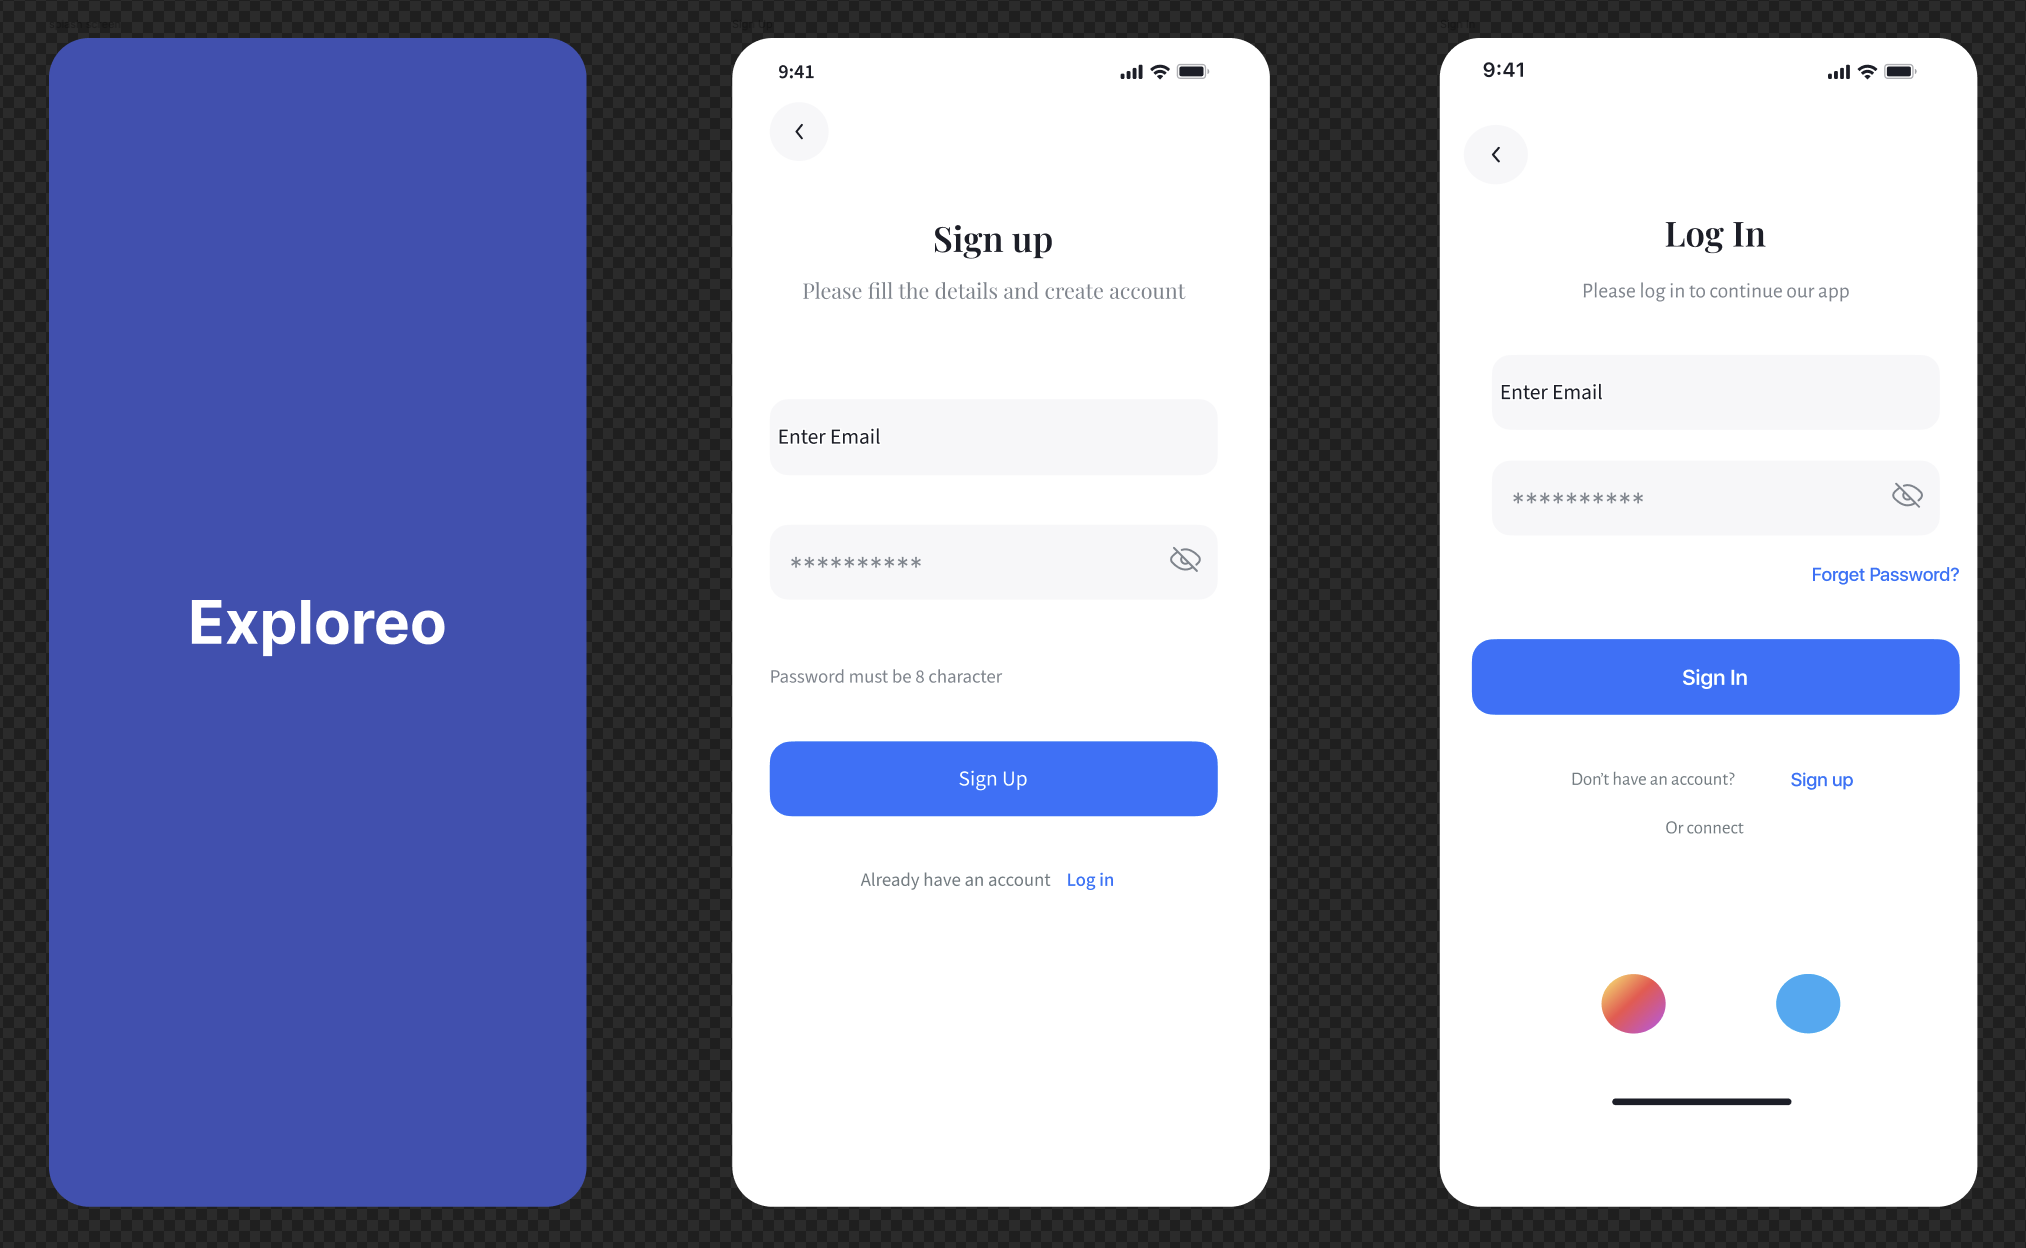 Exploreo
9:41
Sign up
Please fill the details and create account
Enter Email
**********
Password must be 8 character
Sign Up
Already have an account Log in
9:41
Log In
Please log in to continue our app
Enter Email
**********
Forget Password?
Sign In
Don't have an account? Sign up
Or connect